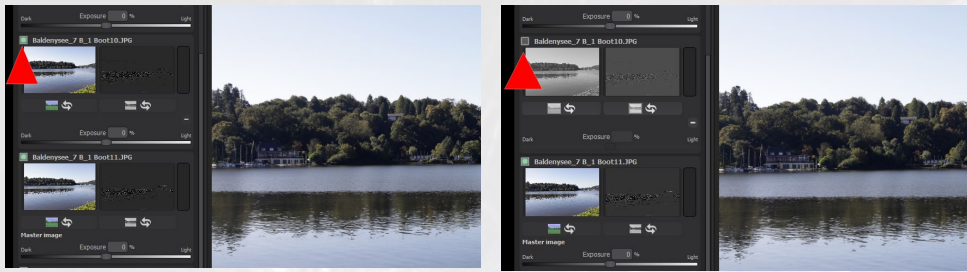 Dark Exposure 0 % Light
Baldenysee_7 B_1 Boot10.JPG
Dark Exposure 0 % Light
Baldenysee_7 B_1 Boot11.JPG
Master image
Dark Exposure 0 % Light
Dark Exposure 0 % Light
Baldenysee_7 B_1 Boot10.JPG
Dark Exposure % Light
Baldenysee_7 B_1 Boot11.JPG
Master image
Dark Exposure 0 % Light